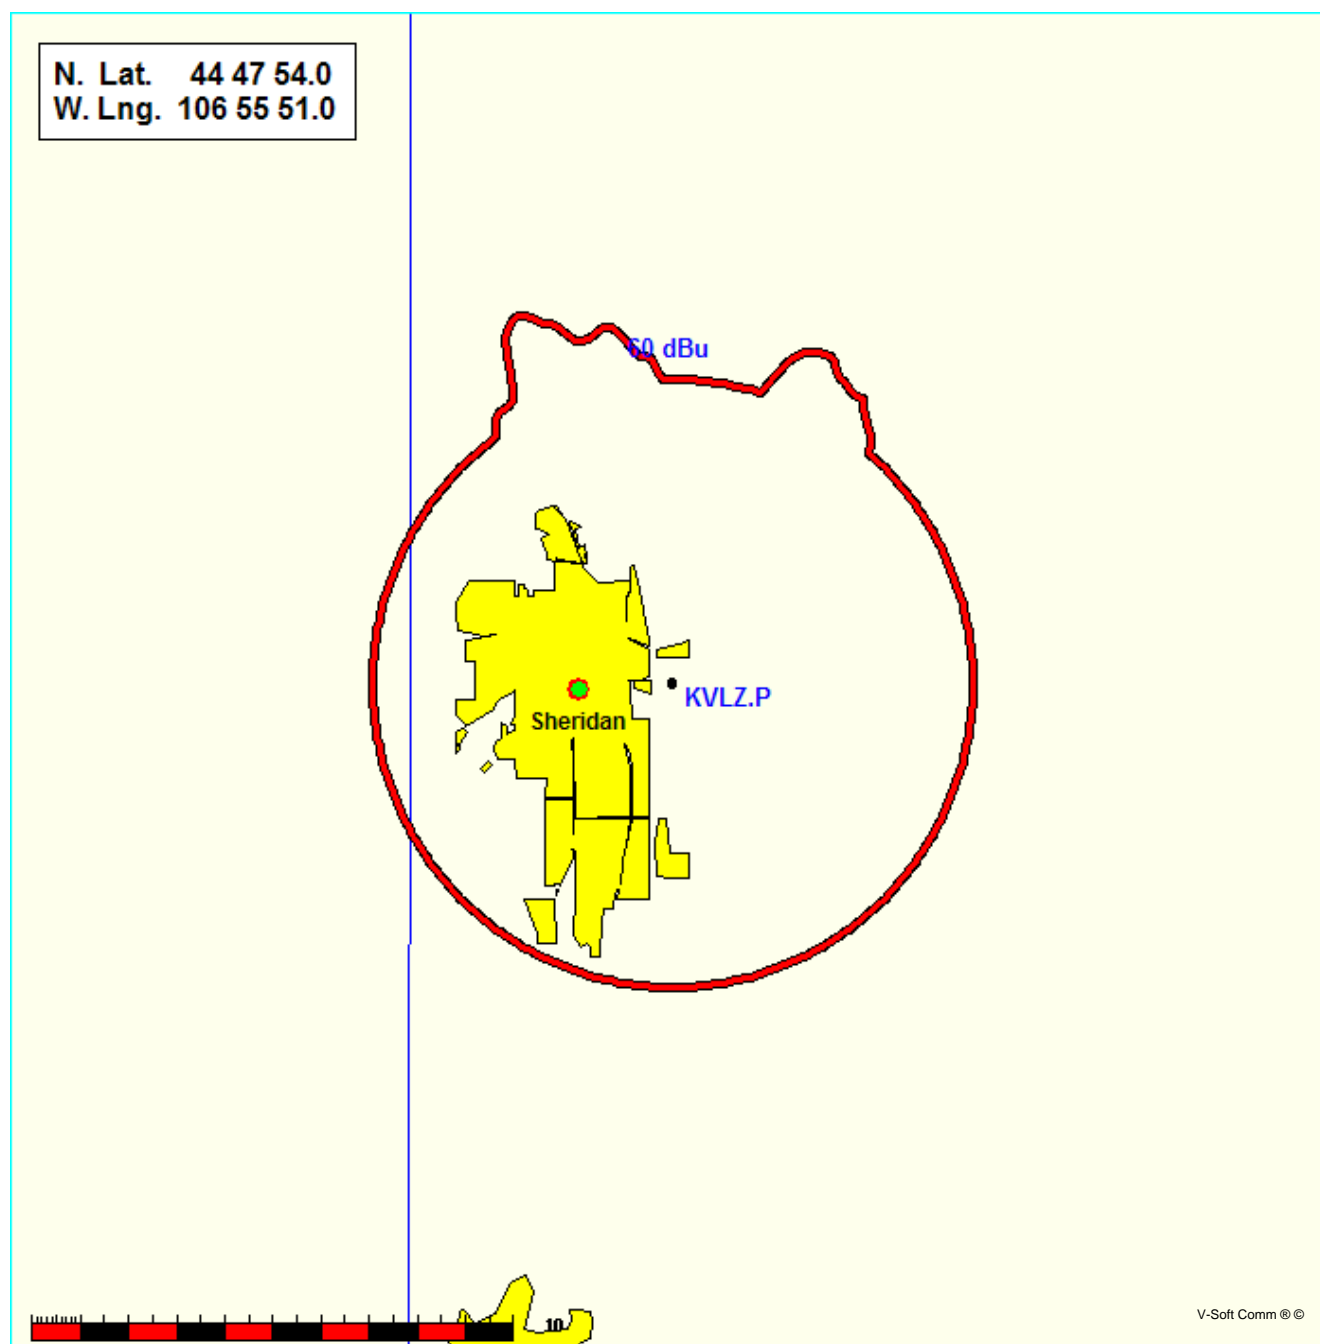 N. Lat. 44 47 54.0
W. Lng. 106 55 51.0
60 dBu
KVLZ.P
Sheridan
10
V-Soft Comm ® ©